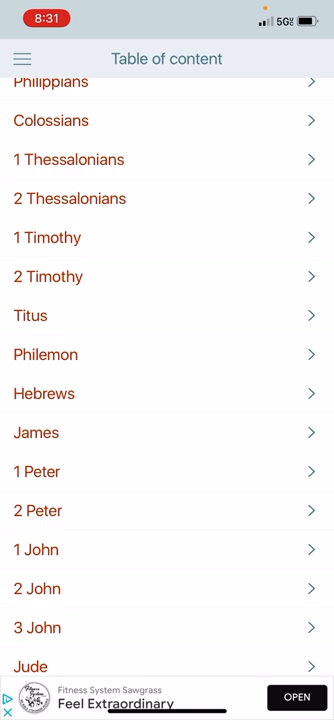 8:31
5GE
Table of content
Philippians
Colossians
1 Thessalonians
2 Thessalonians
1 Timothy
2 Timothy
Titus
Philemon
Hebrews
James
1 Peter
2 Peter
1 John
2 John
3 John
Jude
Fitness System Sawgrass
Feel Extraordinary
OPEN